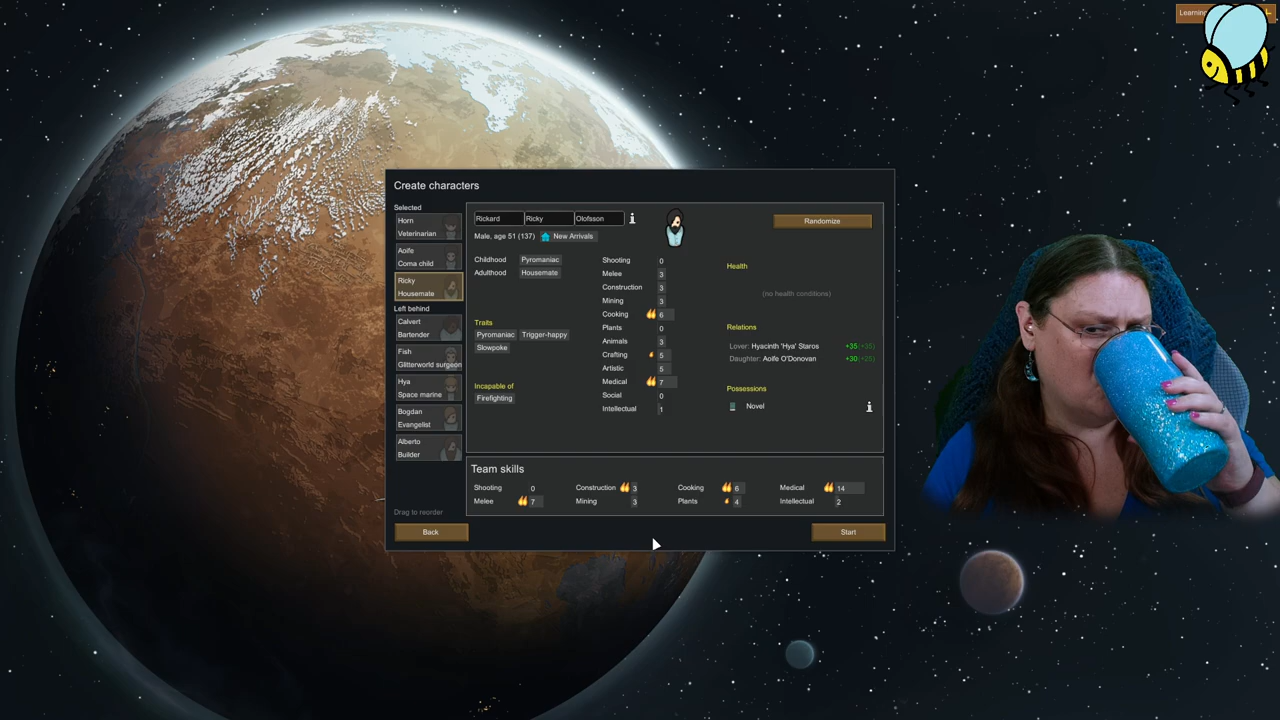 Learning
Create characters
Selected
Horn
Veterinarian
Aoife
Coma child
Ricky
Housemate
Left behind
Calvert
Bartender
Fish
Glitterworld surgeon
Hya
Space marine
Bogdan
Evangelist
Alberto
Builder
Drag to reorder
Rickard Ricky Olofsson
Randomize
Male, age 51 (137) New Arrivals
Childhood Pyromaniac
Adulthood Housemate
Traits
Pyromaniac Trigger-happy
Slowpoke
Incapable of
Firefighting
Shooting 0
Melee 3
Construction 3
Mining 3
Cooking 6
Plants 0
Animals 3
Crafting 5
Artistic 5
Medical 7
Social 0
Intellectual 1
Health
(no health conditions)
Relations
Lover: Hyacinth 'Hya' Staros +35(+35)
Daughter: Aoife O'Donovan +30(+25)
Possessions
Novel
Team skills
Shooting 0 Construction 3 Cooking 6 Medical 14
Melee 7 Mining 3 Plants 4 Intellectual 2
Back Start